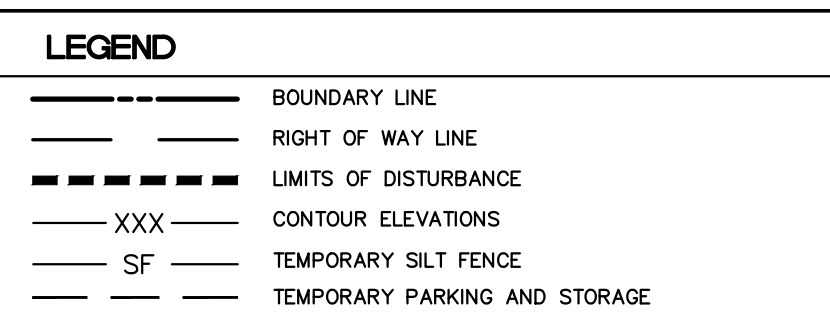 LEGEND
BOUNDARY LINE
RIGHT OF WAY LINE
LIMITS OF DISTURBANCE
XXX CONTOUR ELEVATIONS
SF TEMPORARY SILT FENCE
TEMPORARY PARKING AND STORAGE